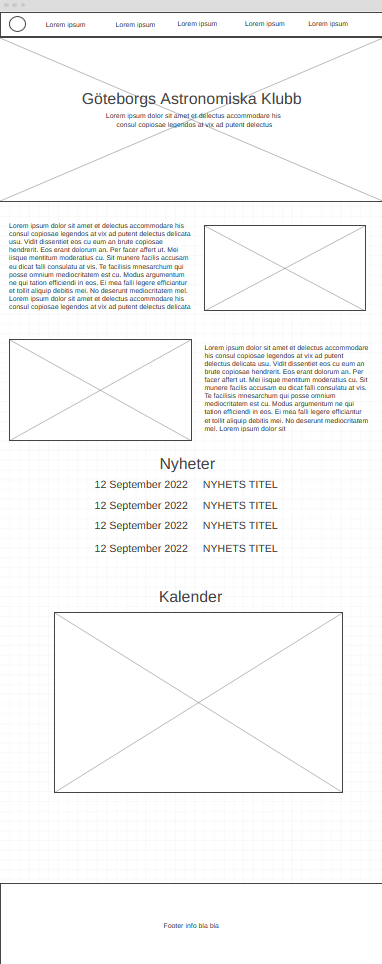 Lorem ipsum Lorem ipsum Lorem ipsum Lorem ipsum Lorem ipsum
Göteborgs Astronomiska Klubb
Lorem ipsum dolor sit amet et delectus accommodare his
consul copiosae legendos at vix ad putent delectus
Lorem ipsum dolor sit amet et delectus accommodare his
consul copiosae legendos at vix ad putent delectus delicata
usu. Vidit dissentiet eos cu eum an brute copiosae
hendrerit. Eos erant dolorum an. Per facer affert ut. Mei
iisque mentitum moderatius cu. Sit munere facilis accusam
eu dicat falli consulatu at vis. Te facilisis mnesarchum qui
posse omnium mediocritatem est cu. Modus argumentum
ne qui tation efficiendi in eos. Ei mea falli legere efficiantur
et tollit aliquip debitis mei. No deserunt mediocritatem mel.
Lorem ipsum dolor sit amet et delectus accommodare his
consul copiosae legendos at vix ad putent delectus delicata
Lorem ipsum dolor sit amet et delectus accommodare
his consul copiosae legendos at vix ad putent
delectus delicata usu. Vidit dissentiet eos cu eum an
brute copiosae hendrerit. Eos erant dolorum an. Per
facer affert ut. Mei iisque mentitum moderatius cu. Sit
munere facilis accusam eu dicat falli consulatu at vis.
Te facilisis mnesarchum qui posse omnium
mediocritatem est cu. Modus argumentum ne qui
tation efficiendi in eos. Ei mea falli legere efficiantur
et tollit aliquip debitis mei. No deserunt mediocritatem
mel. Lorem ipsum dolor sit
Nyheter
12 September 2022 NYHETS TITEL
12 September 2022 NYHETS TITEL
12 September 2022 NYHETS TITEL
12 September 2022 NYHETS TITEL
Kalender
Footer info bla bla